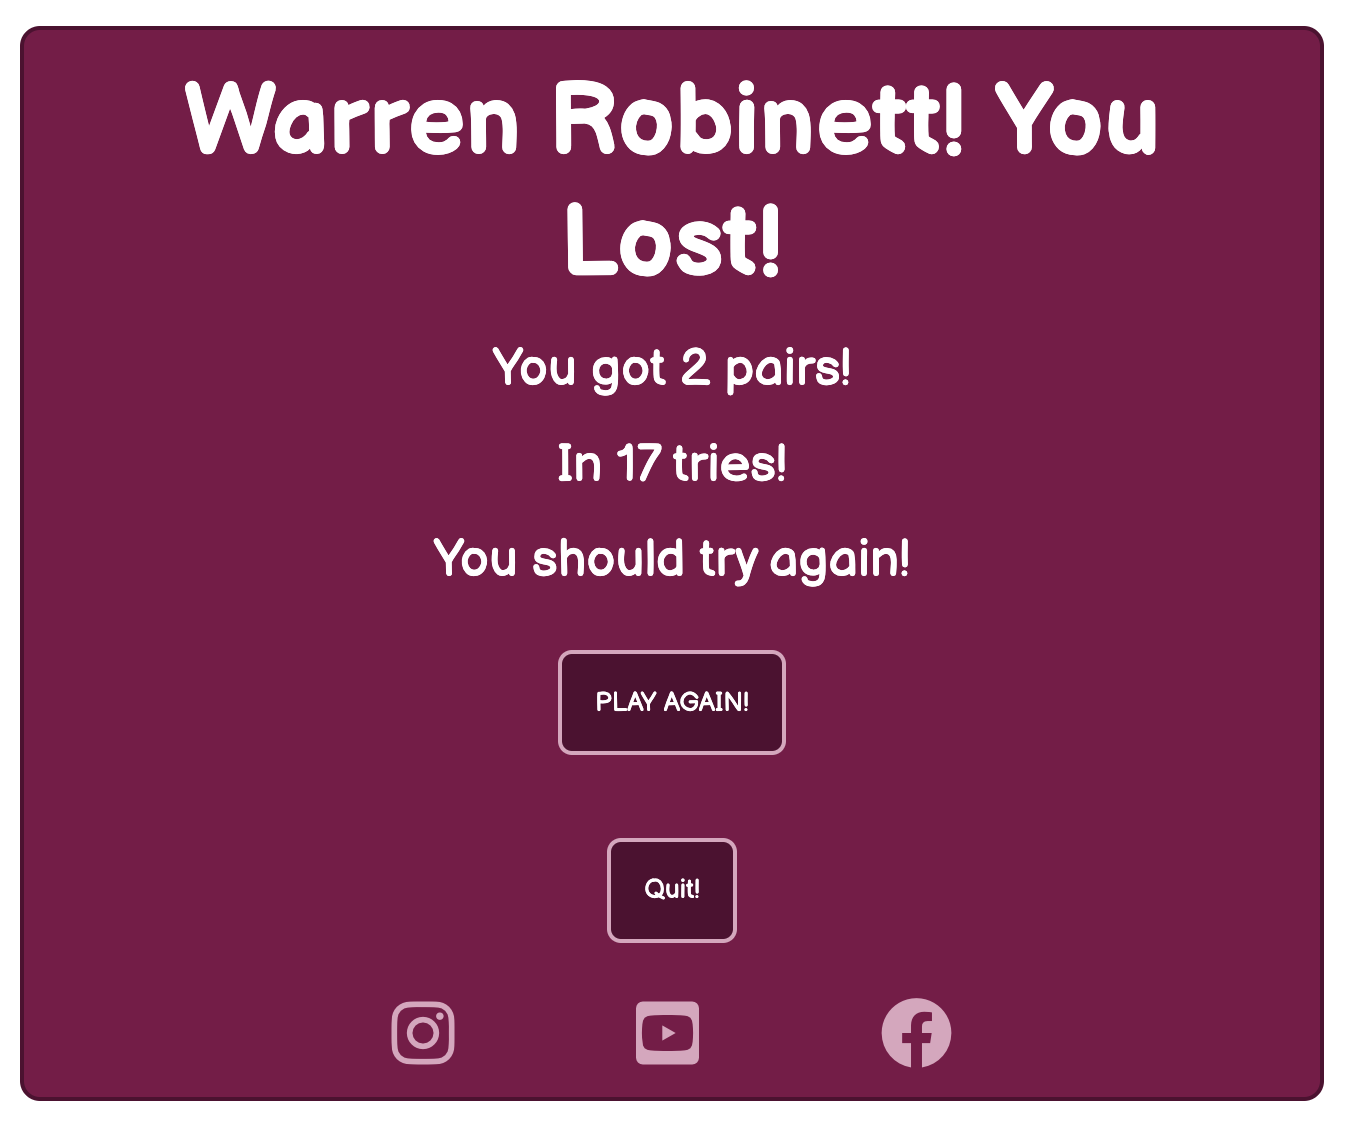 Warren Robinett! You
Lost!
You got 2 pairs!
In 17 tries!
You should try again!
PLAY AGAIN!
Quit!